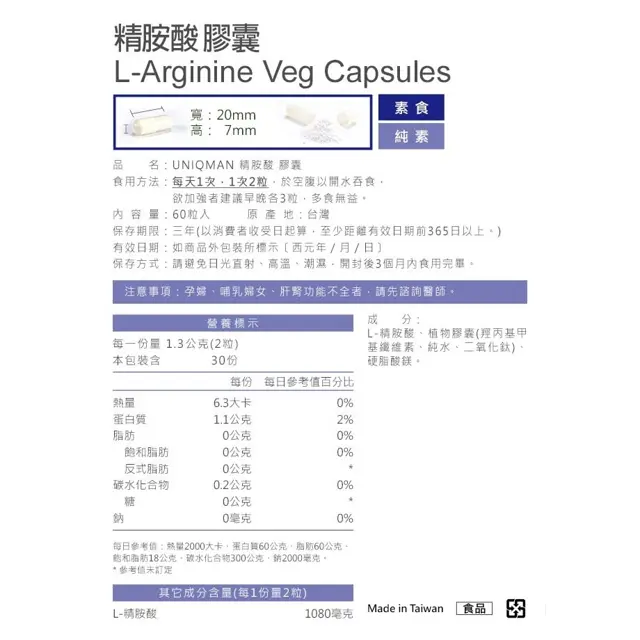 精胺酸 膠囊
L-Arginine Veg Capsules
寬：20mm
高： 7mm
素食
純素
品　　名：UNIQMAN 精胺酸 膠囊
食用方法：每天1次，1次2粒，於空腹以開水吞食，
欲加強者建議早晚各3粒，多食無益。
內 容 量：60粒入　　原 產 地：台灣
保存期限：三年(以消費者收受日起算，至少距離有效日期前365日以上。)
有效日期：如商品外包裝所標示〔西元年/月/日〕
保存方式：請避免日光直射、高溫、潮濕，開封後3個月內食用完畢。
注意事項：孕婦、哺乳婦女、肝腎功能不全者，請先諮詢醫師。
營養標示
每一份量 1.3公克(2粒)
本包裝含　　30份
每份　每日參考值百分比
熱量　6.3大卡　0%
蛋白質　1.1公克　2%
脂肪　0公克　0%
飽和脂肪　0公克　0%
反式脂肪　0公克　*
碳水化合物　0.2公克　0%
糖　0公克　*
鈉　0毫克　0%
每日參考值：熱量2000大卡、蛋白質60公克、脂肪60公克、
飽和脂肪18公克、碳水化合物300公克、鈉2000毫克。
* 參考值未訂定
其它成分含量(每1份量2粒)
L-精胺酸　1080毫克
成　　分：
L-精胺酸、植物膠囊(羥丙基甲
基纖維素、純水、二氧化鈦)、
硬脂酸鎂。
Made in Taiwan　食品